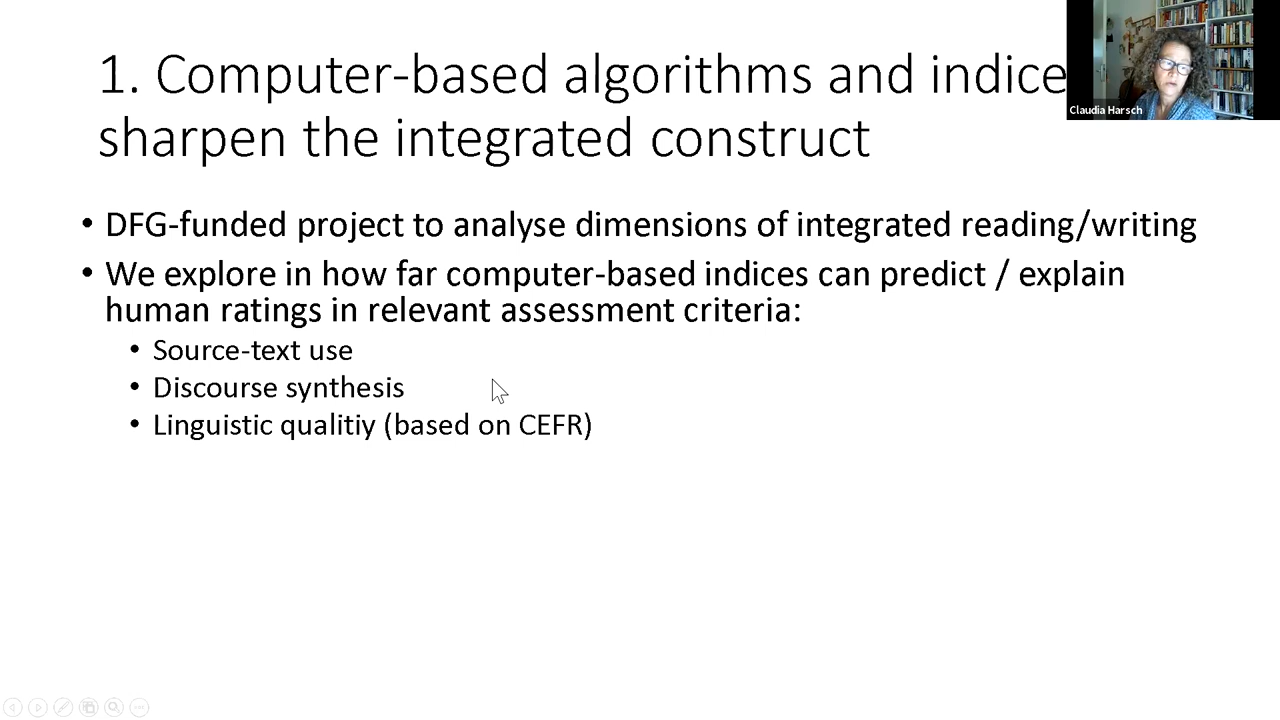 1. Computer-based algorithms and indice
sharpen the integrated construct
Claudia Harsch
• DFG-funded project to analyse dimensions of integrated reading/writing
• We explore in how far computer-based indices can predict / explain
human ratings in relevant assessment criteria:
• Source-text use
• Discourse synthesis
• Linguistic qualitiy (based on CEFR)